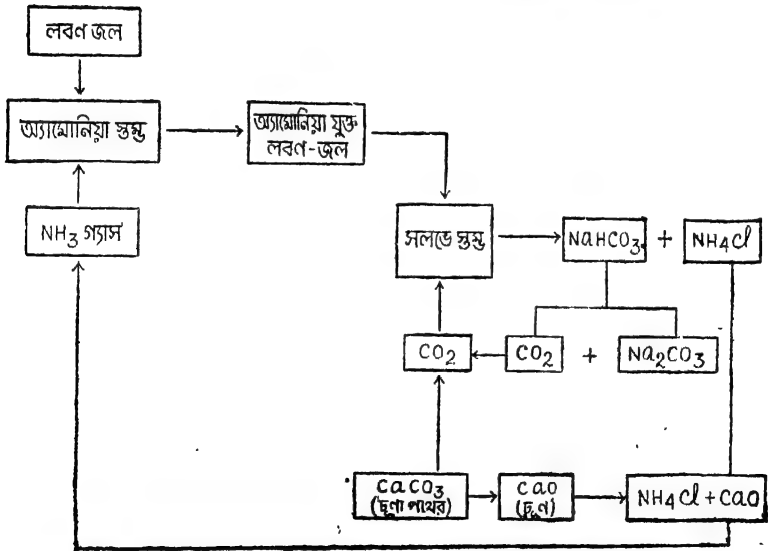 লবণ জল
অ্যামোনিয়া স্তম্ভ
অ্যামোনিয়া যুক্ত
লবণ-জল
NH3 গ্যাস
সলভে স্তম্ভ
NaHCO3 + NH4Cl
CO2
CO2 + Na2CO3
CaCO3
(চুণা পাথর)
CaO
(চুণ)
NH4Cl + CaO